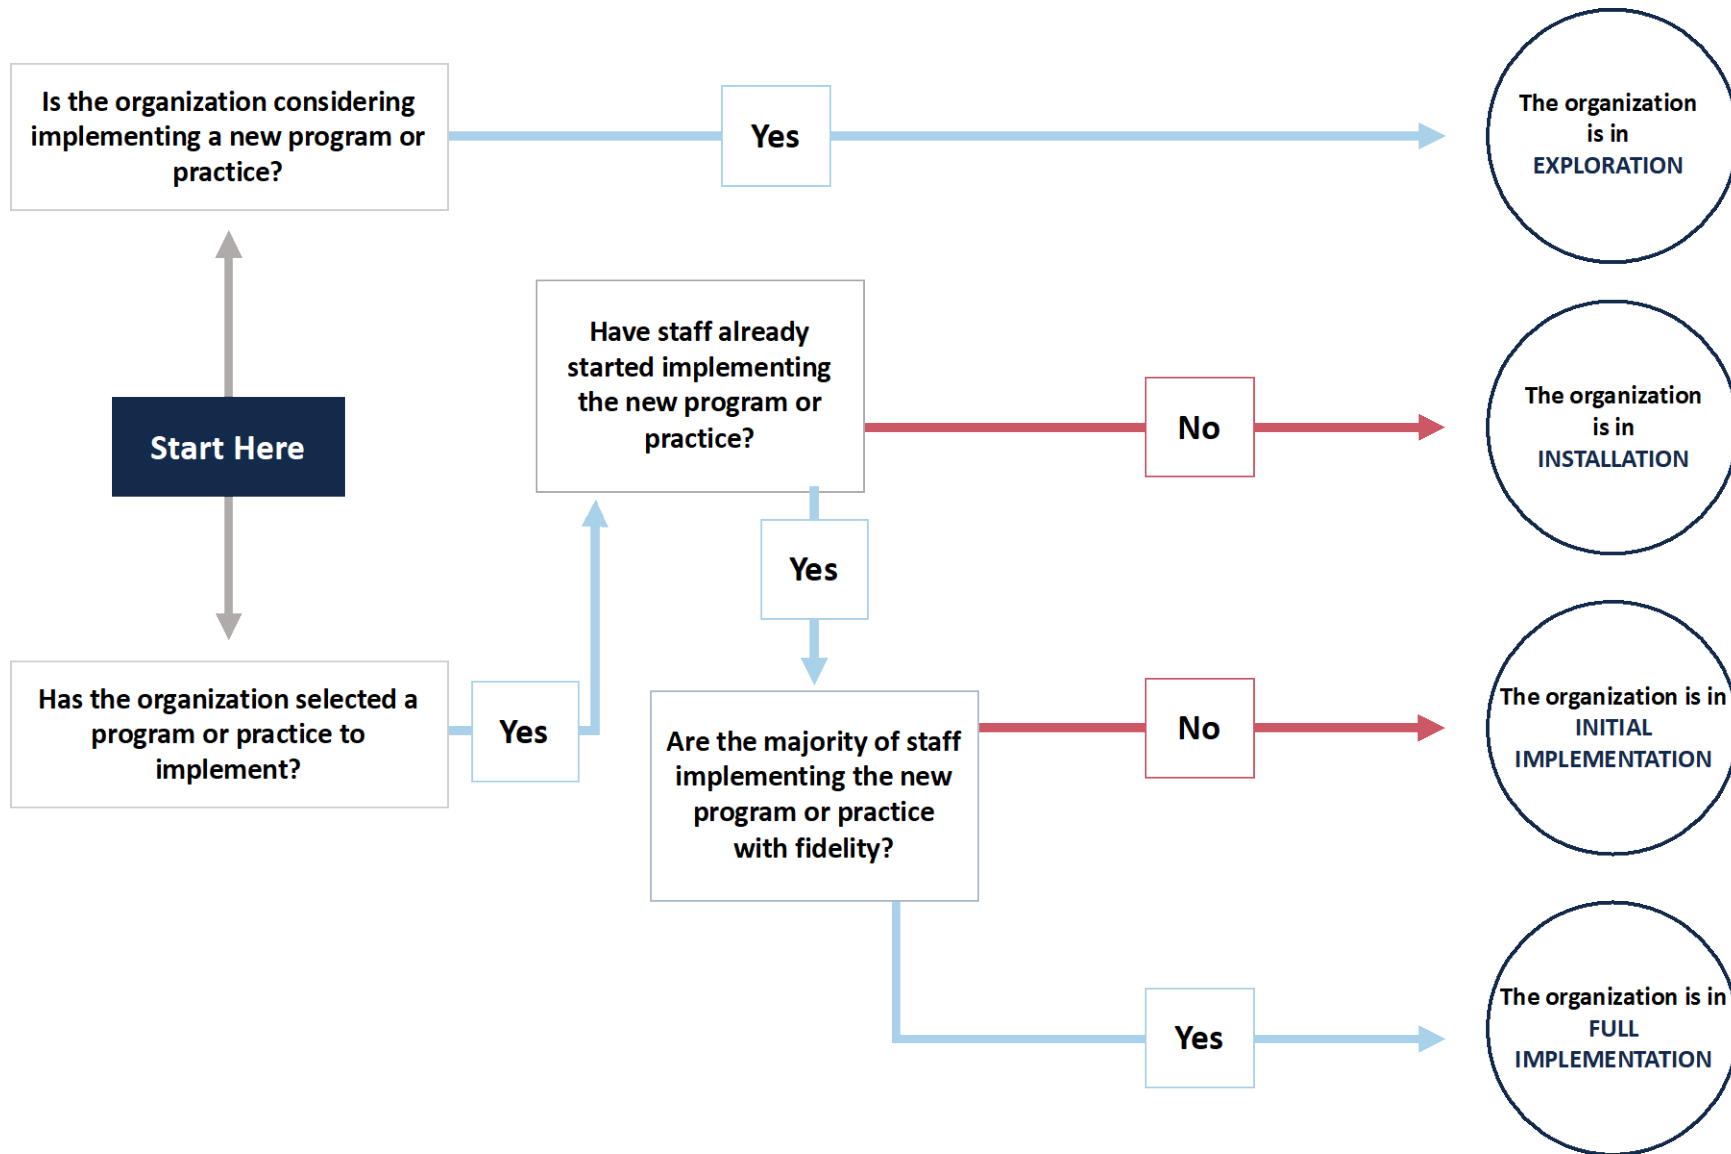 Is the organization considering
implementing a new program or
practice?
Yes
The organization
is in
EXPLORATION
Start Here
Have staff already
started implementing
the new program or
practice?
No
The organization
is in
INSTALLATION
Yes
Has the organization selected a
program or practice to
implement?
Yes
Are the majority of staff
implementing the new
program or practice
with fidelity?
No
The organization is in
INITIAL
IMPLEMENTATION
Yes
The organization is in
FULL
IMPLEMENTATION